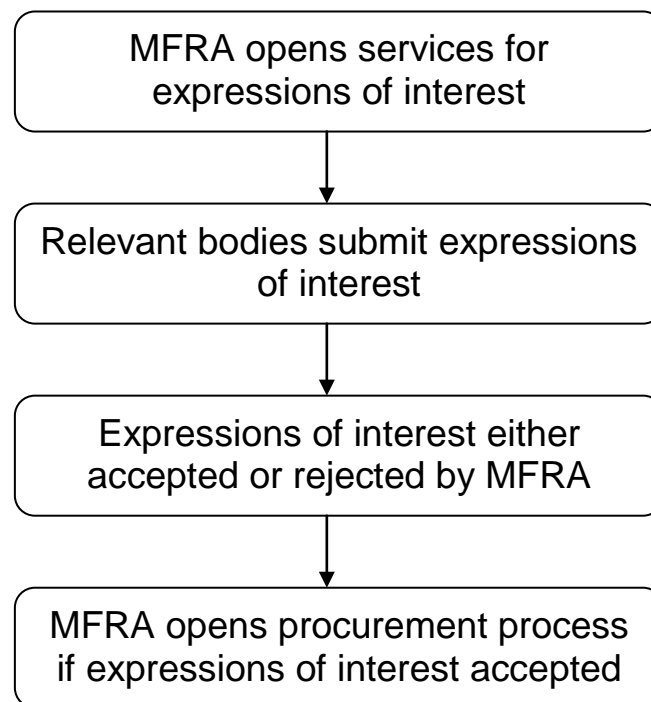 MFRA opens services for
expressions of interest
Relevant bodies submit expressions
of interest
Expressions of interest either
accepted or rejected by MFRA
MFRA opens procurement process
if expressions of interest accepted